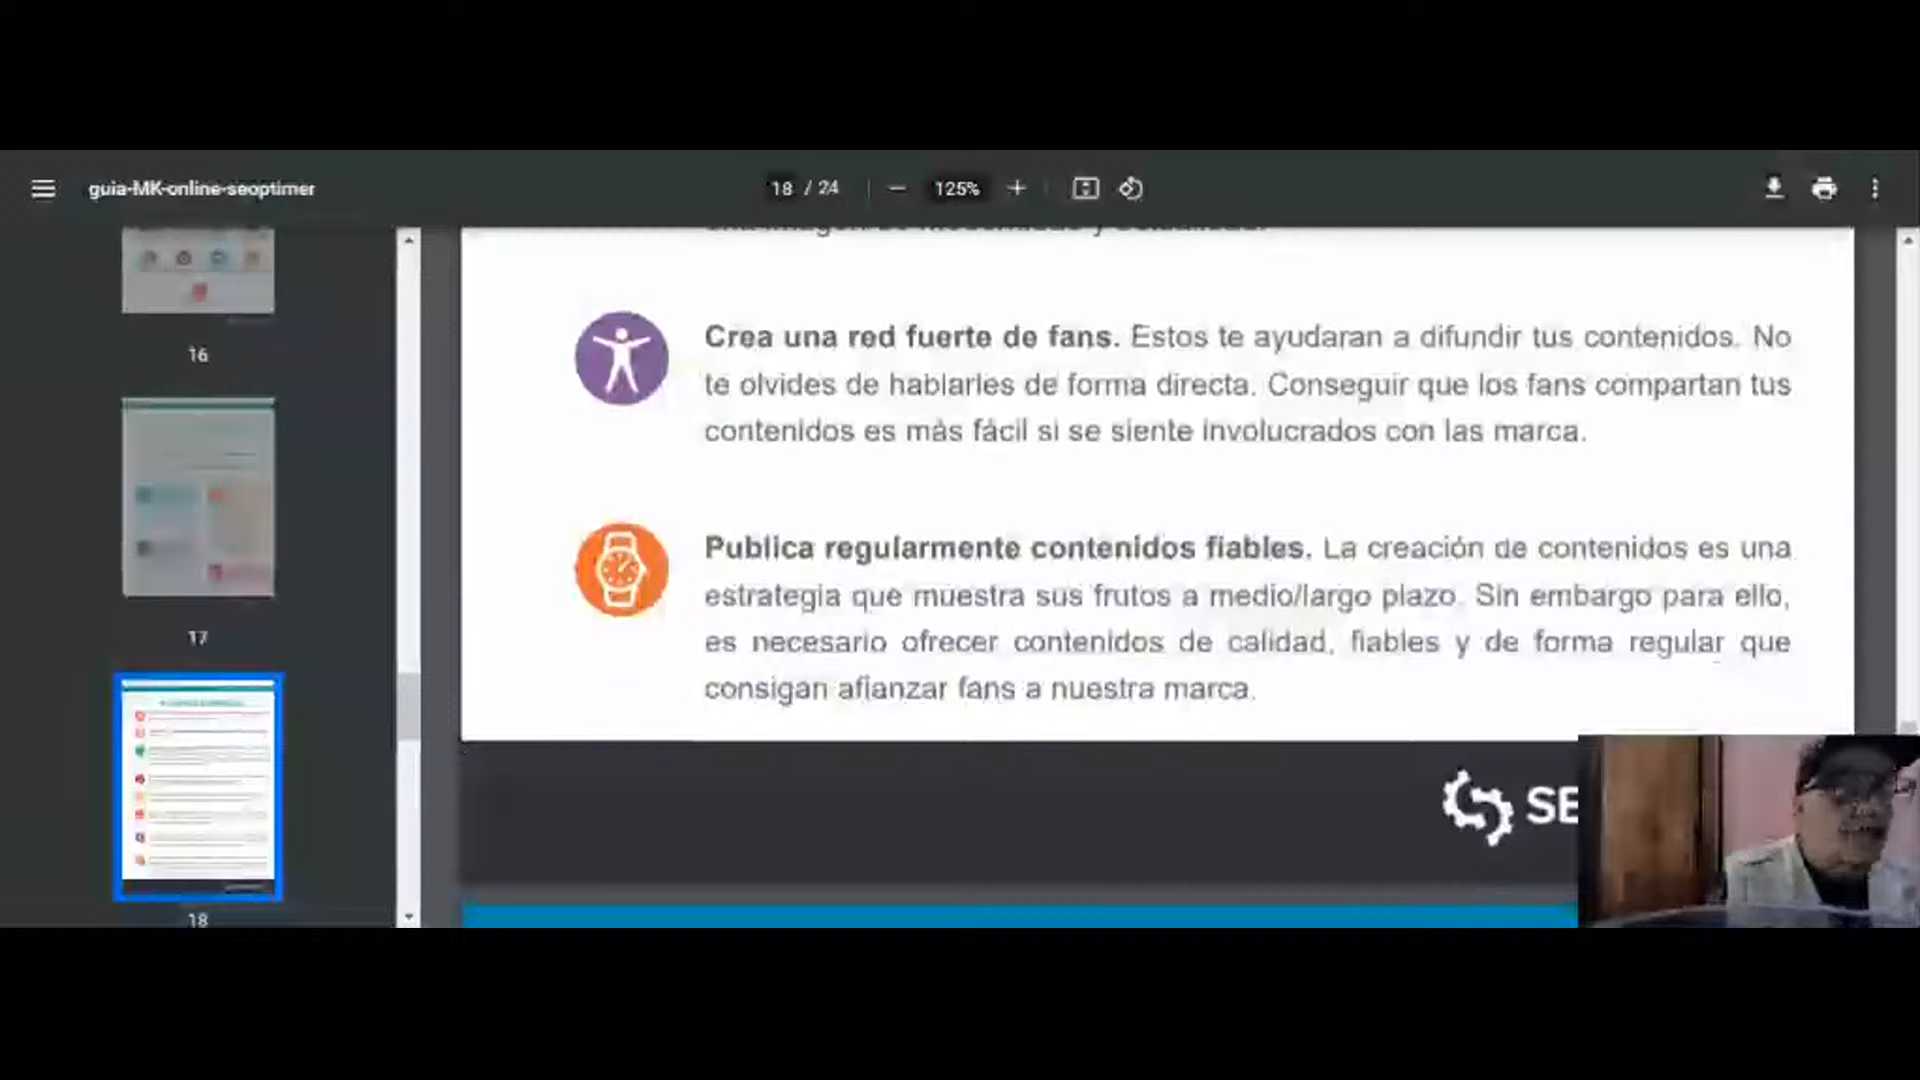 guia-MK-online-seoptimer
18 / 24
125%
16
17
18
Crea una red fuerte de fans. Estos te ayudaran a difundir tus contenidos. No
te olvides de hablarles de forma directa. Conseguir que los fans compartan tus
contenidos es más fácil si se siente involucrados con las marca.
Publica regularmente contenidos fiables. La creación de contenidos es una
estrategia que muestra sus frutos a medio/largo plazo. Sin embargo para ello,
es necesario ofrecer contenidos de calidad, fiables y de forma regular que
consigan afianzar fans a nuestra marca.
SE